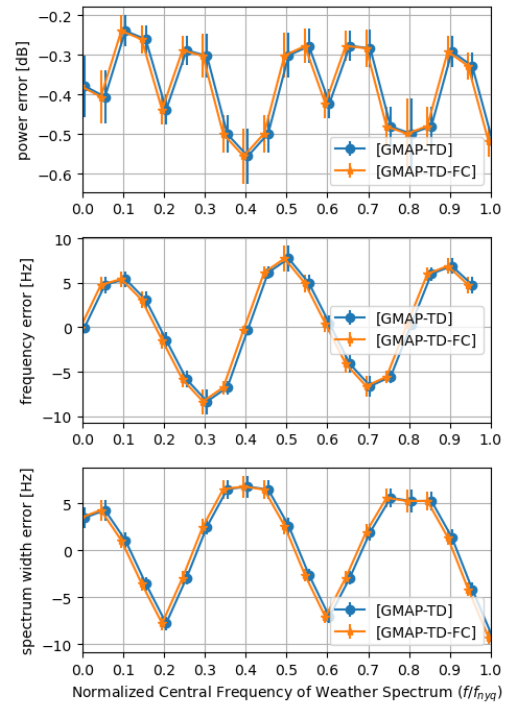 power error [dB]
−0.2
−0.3
−0.4
−0.5
−0.6
[GMAP-TD]
[GMAP-TD-FC]
0.0 0.1 0.2 0.3 0.4 0.5 0.6 0.7 0.8 0.9 1.0
frequency error [Hz]
10
5
0
−5
−10
[GMAP-TD]
[GMAP-TD-FC]
0.0 0.1 0.2 0.3 0.4 0.5 0.6 0.7 0.8 0.9 1.0
spectrum width error [Hz]
5
0
−5
−10
[GMAP-TD]
[GMAP-TD-FC]
0.0 0.1 0.2 0.3 0.4 0.5 0.6 0.7 0.8 0.9 1.0
Normalized Central Frequency of Weather Spectrum (f/fnyq)